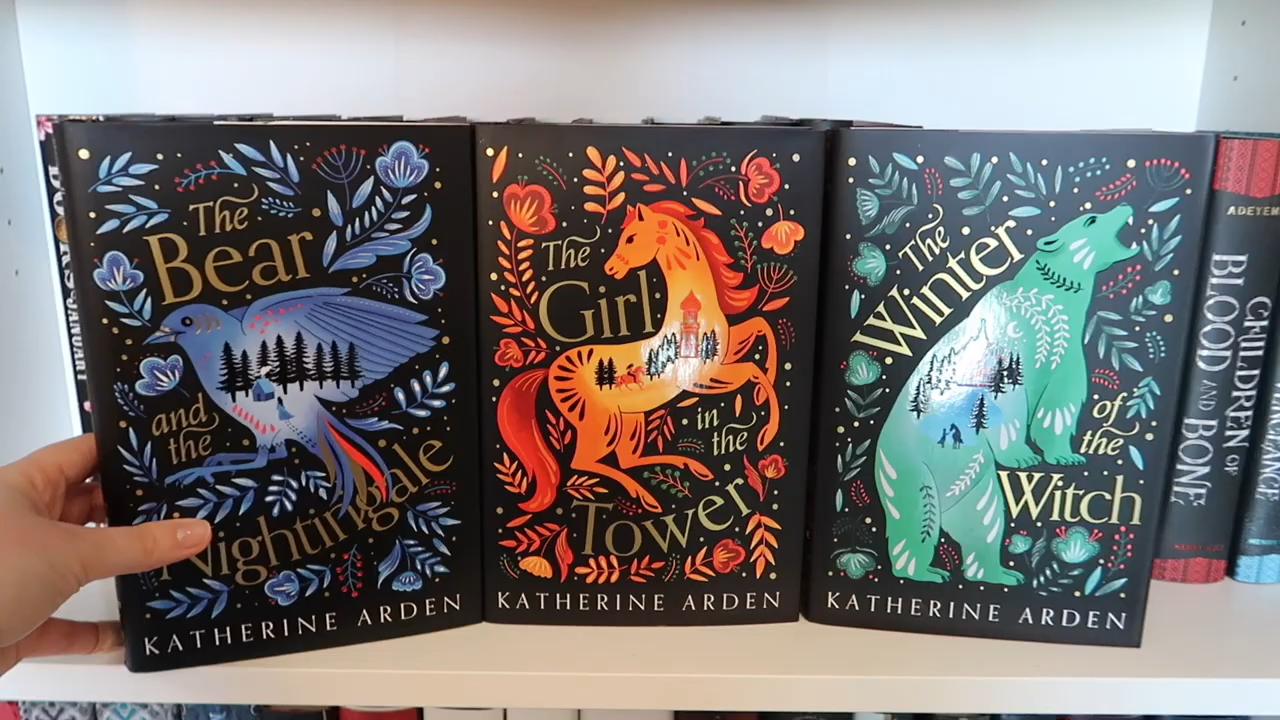 The
Bear
and
the
Nightingale
KATHERINE ARDEN
The
Girl
in
the
Tower
KATHERINE ARDEN
The
Winter
of
the
Witch
KATHERINE ARDEN
ADEYEMI
CHILDREN OF
BLOOD AND BONE